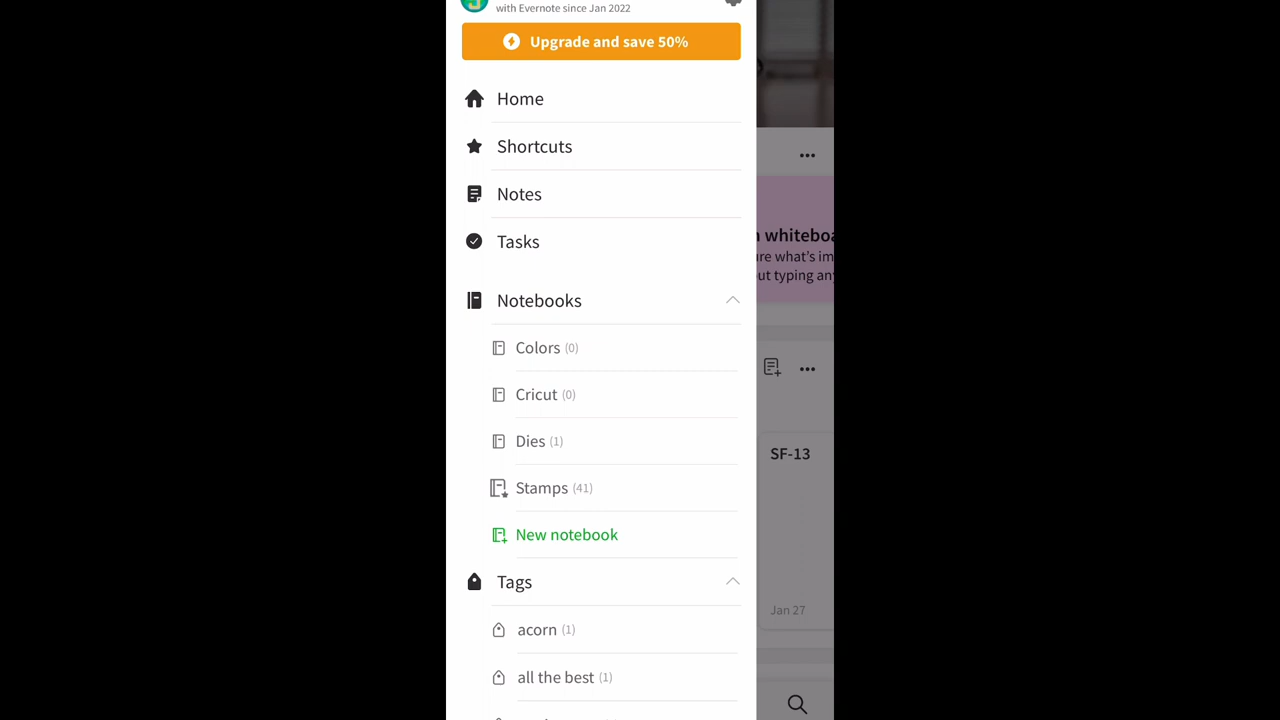 with Evernote since Jan 2022
Upgrade and save 50%
Home
Shortcuts
Notes
Tasks
Notebooks
Colors (0)
Cricut (0)
Dies (1)
Stamps (41)
New notebook
Tags
acorn (1)
all the best (1)
whiteboa
ure what's im
ut typing any
SF-13
Jan 27